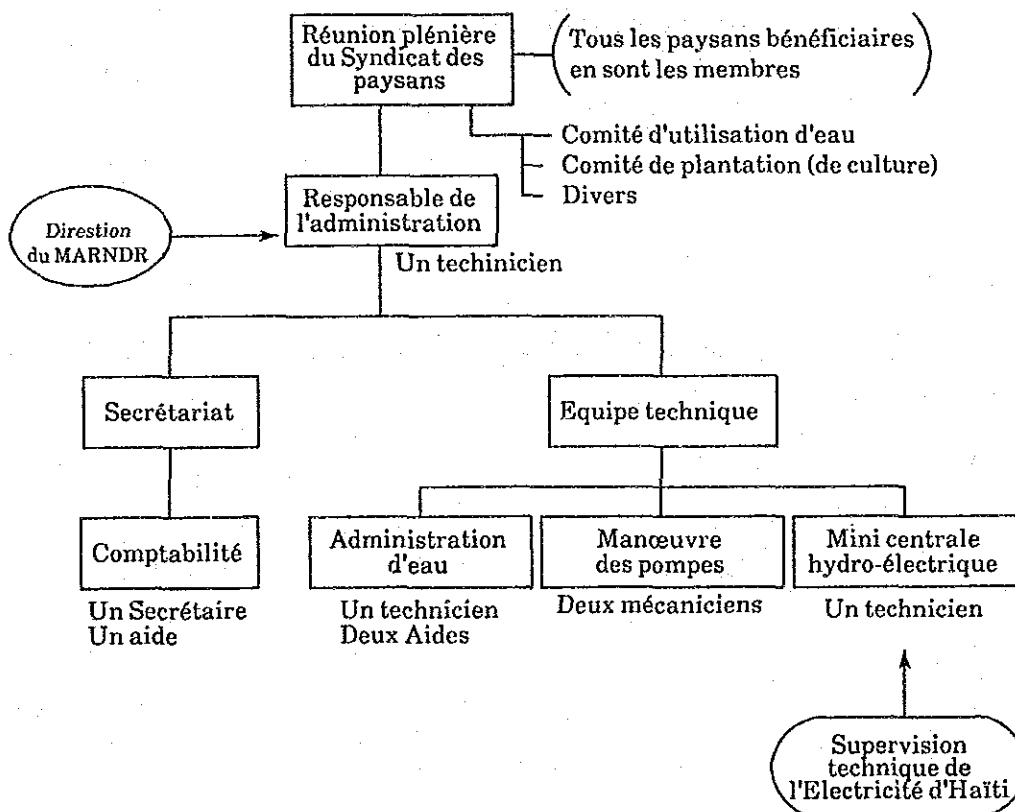 Réunion plénière
du Syndicat des
paysans
Tous les paysans bénéficiaires
en sont les membres
Comité d'utilisation d'eau
Comité de plantation (de culture)
Divers
Responsable de
l'administration
Direstion
du MARNDR
Un techinicien
Secrétariat
Equipe technique
Comptabilité
Administration
d'eau
Manœuvre
des pompes
Mini centrale
hydro-électrique
Un Secrétaire
Un aide
Un technicien
Deux Aides
Deux mécaniciens
Un technicien
Supervision
technique de
l'Electricité d'Haïti